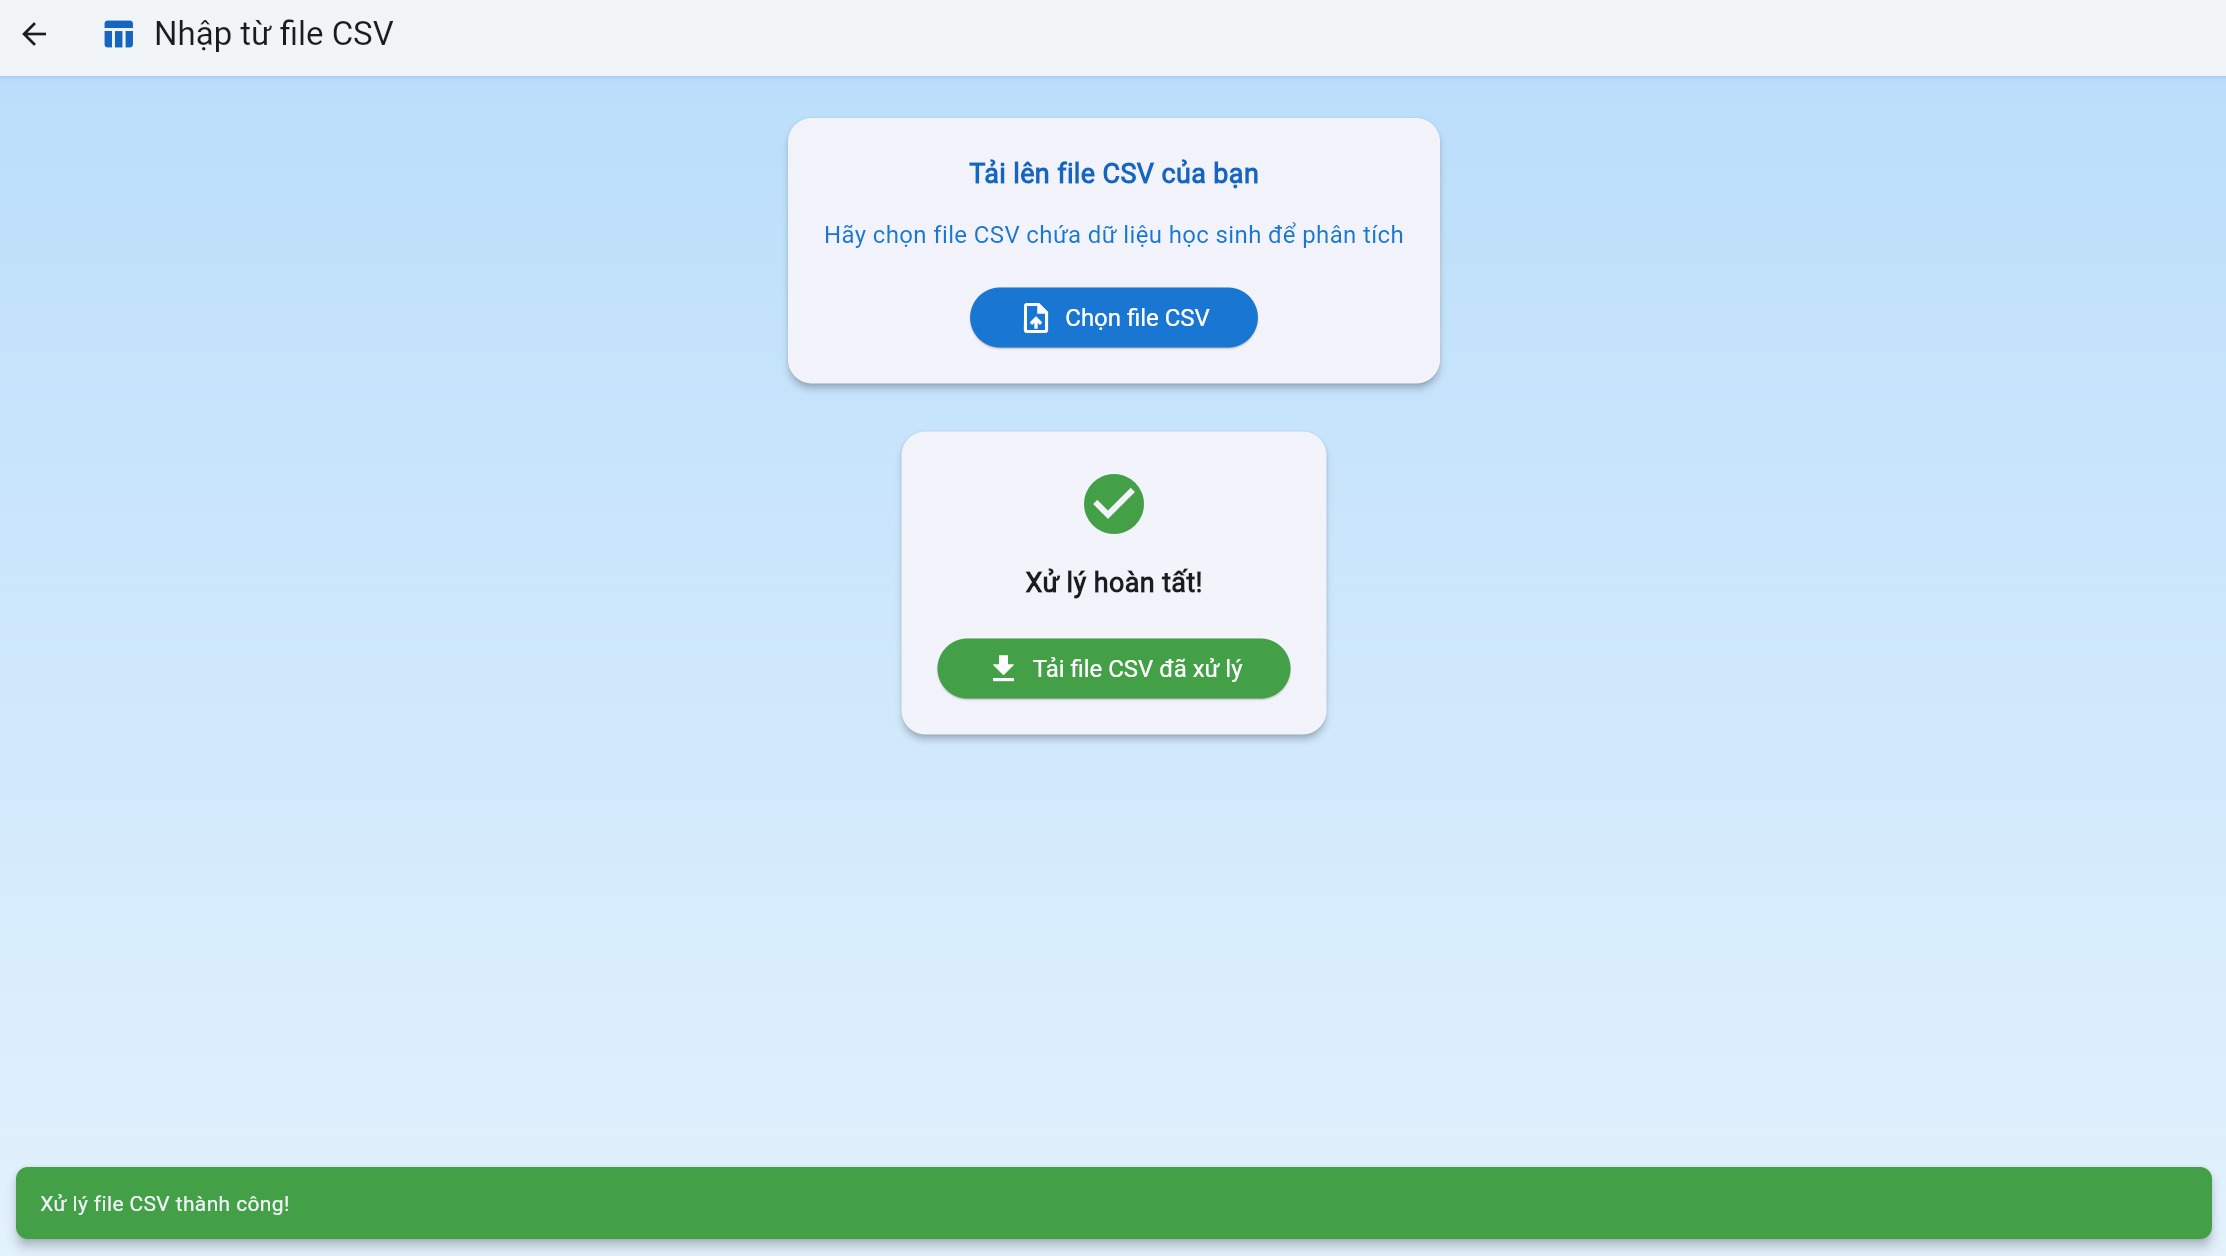 Nhập từ file CSV
Tải lên file CSV của bạn
Hãy chọn file CSV chứa dữ liệu học sinh để phân tích
Chọn file CSV
Xử lý hoàn tất!
Tải file CSV đã xử lý
Xử lý file CSV thành công!